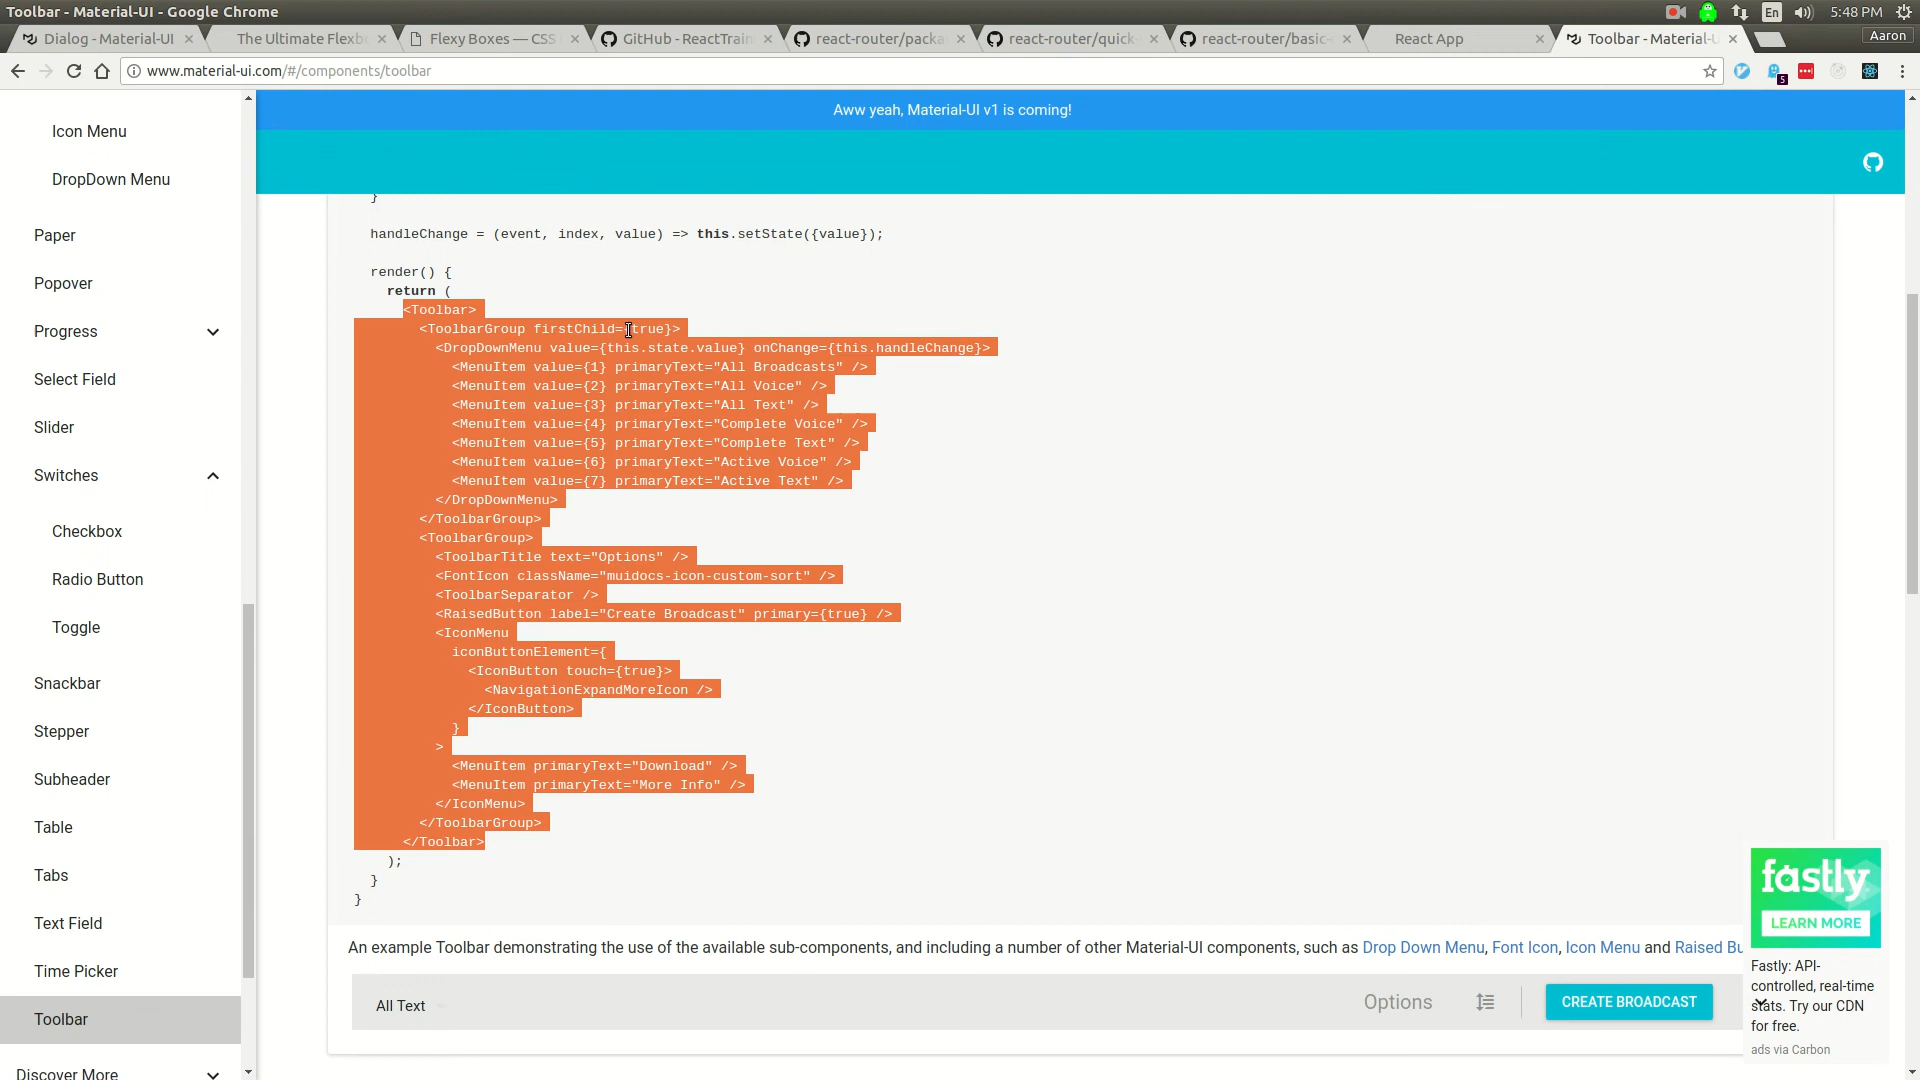 Toolbar - Material-UI - Google Chrome
En
5:48 PM
Dialog - Material-UI
The Ultimate Flexb
Flexy Boxes — CSS
GitHub - ReactTrain
react-router/packa
react-router/quick-
react-router/basic-
React App
Toolbar - Material-U
Aaron
www.material-ui.com/#/components/toolbar
5
Aww yeah, Material-UI v1 is coming!
Icon Menu
DropDown Menu
Paper
Popover
Progress
Select Field
Slider
Switches
Checkbox
Radio Button
Toggle
Snackbar
Stepper
Subheader
Table
Tabs
Text Field
Time Picker
Toolbar
Discover More
}
handleChange = (event, index, value) => this.setState({value});
render() {
return (
<Toolbar>
<ToolbarGroup firstChild={true}>
<DropDownMenu value={this.state.value} onChange={this.handleChange}>
<MenuItem value={1} primaryText="All Broadcasts" />
<MenuItem value={2} primaryText="All Voice" />
<MenuItem value={3} primaryText="All Text" />
<MenuItem value={4} primaryText="Complete Voice" />
<MenuItem value={5} primaryText="Complete Text" />
<MenuItem value={6} primaryText="Active Voice" />
<MenuItem value={7} primaryText="Active Text" />
</DropDownMenu>
</ToolbarGroup>
<ToolbarGroup>
<ToolbarTitle text="Options" />
<FontIcon className="muidocs-icon-custom-sort" />
<ToolbarSeparator />
<RaisedButton label="Create Broadcast" primary={true} />
<IconMenu
iconButtonElement={
<IconButton touch={true}>
<NavigationExpandMoreIcon />
</IconButton>
}
>
<MenuItem primaryText="Download" />
<MenuItem primaryText="More Info" />
</IconMenu>
</ToolbarGroup>
</Toolbar>
);
}
}
An example Toolbar demonstrating the use of the available sub-components, and including a number of other Material-UI components, such as Drop Down Menu, Font Icon, Icon Menu and Raised Bu
All Text
Options
CREATE BROADCAST
fastly
LEARN MORE
Fastly: API-
controlled, real-time
stats. Try our CDN
for free.
ads via Carbon